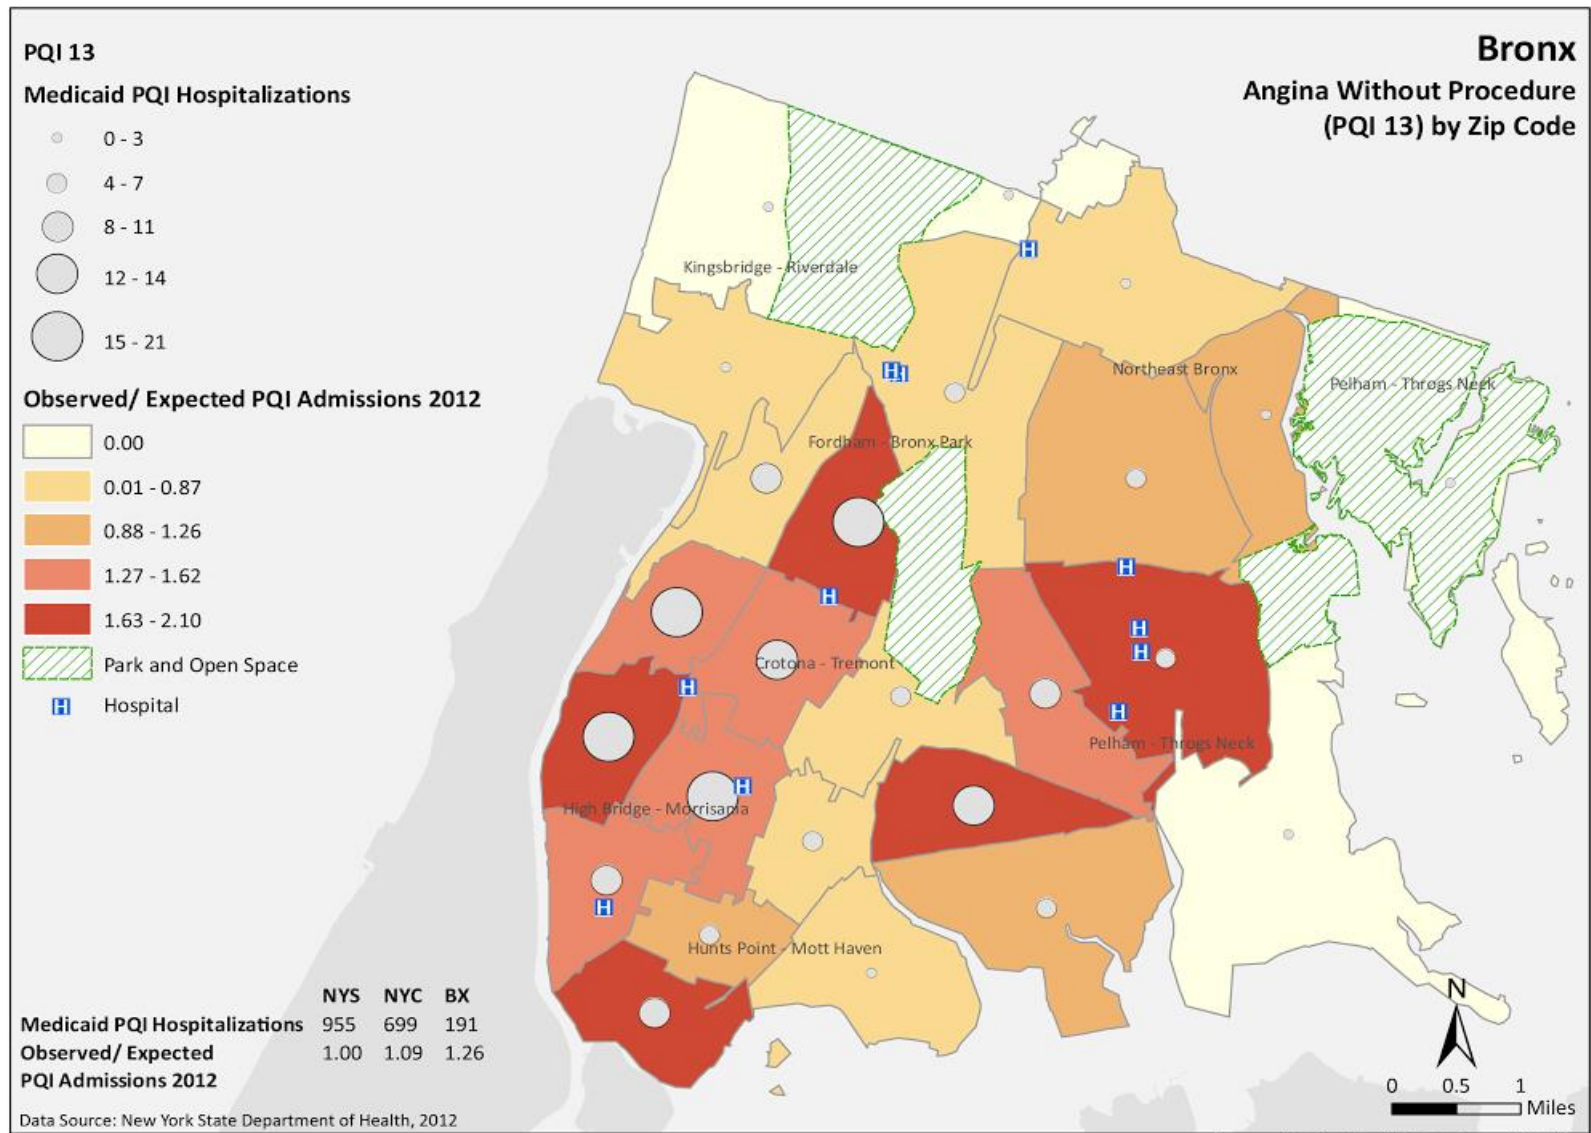 PQI 13
Medicaid PQI Hospitalizations
0 - 3
4 - 7
8 - 11
12 - 14
15 - 21
Observed/ Expected PQI Admissions 2012
0.00
0.01 - 0.87
0.88 - 1.26
1.27 - 1.62
1.63 - 2.10
Park and Open Space
H Hospital
Bronx
Angina Without Procedure
(PQI 13) by Zip Code
Kingsbridge - Riverdale
H
Northeast Bronx
Pelham - Throgs Neck
H H
Fordham - Bronx Park
H
H
H
Crotona - Tremont
H
H
H
Pelham - Throgs Neck
H
High Bridge - Morrisania
H
Hunts Point - Mott Haven
NYS NYC BX
Medicaid PQI Hospitalizations 955 699 191
Observed/ Expected 1.00 1.09 1.26
PQI Admissions 2012
Data Source: New York State Department of Health, 2012
N
0 0.5 1
Miles